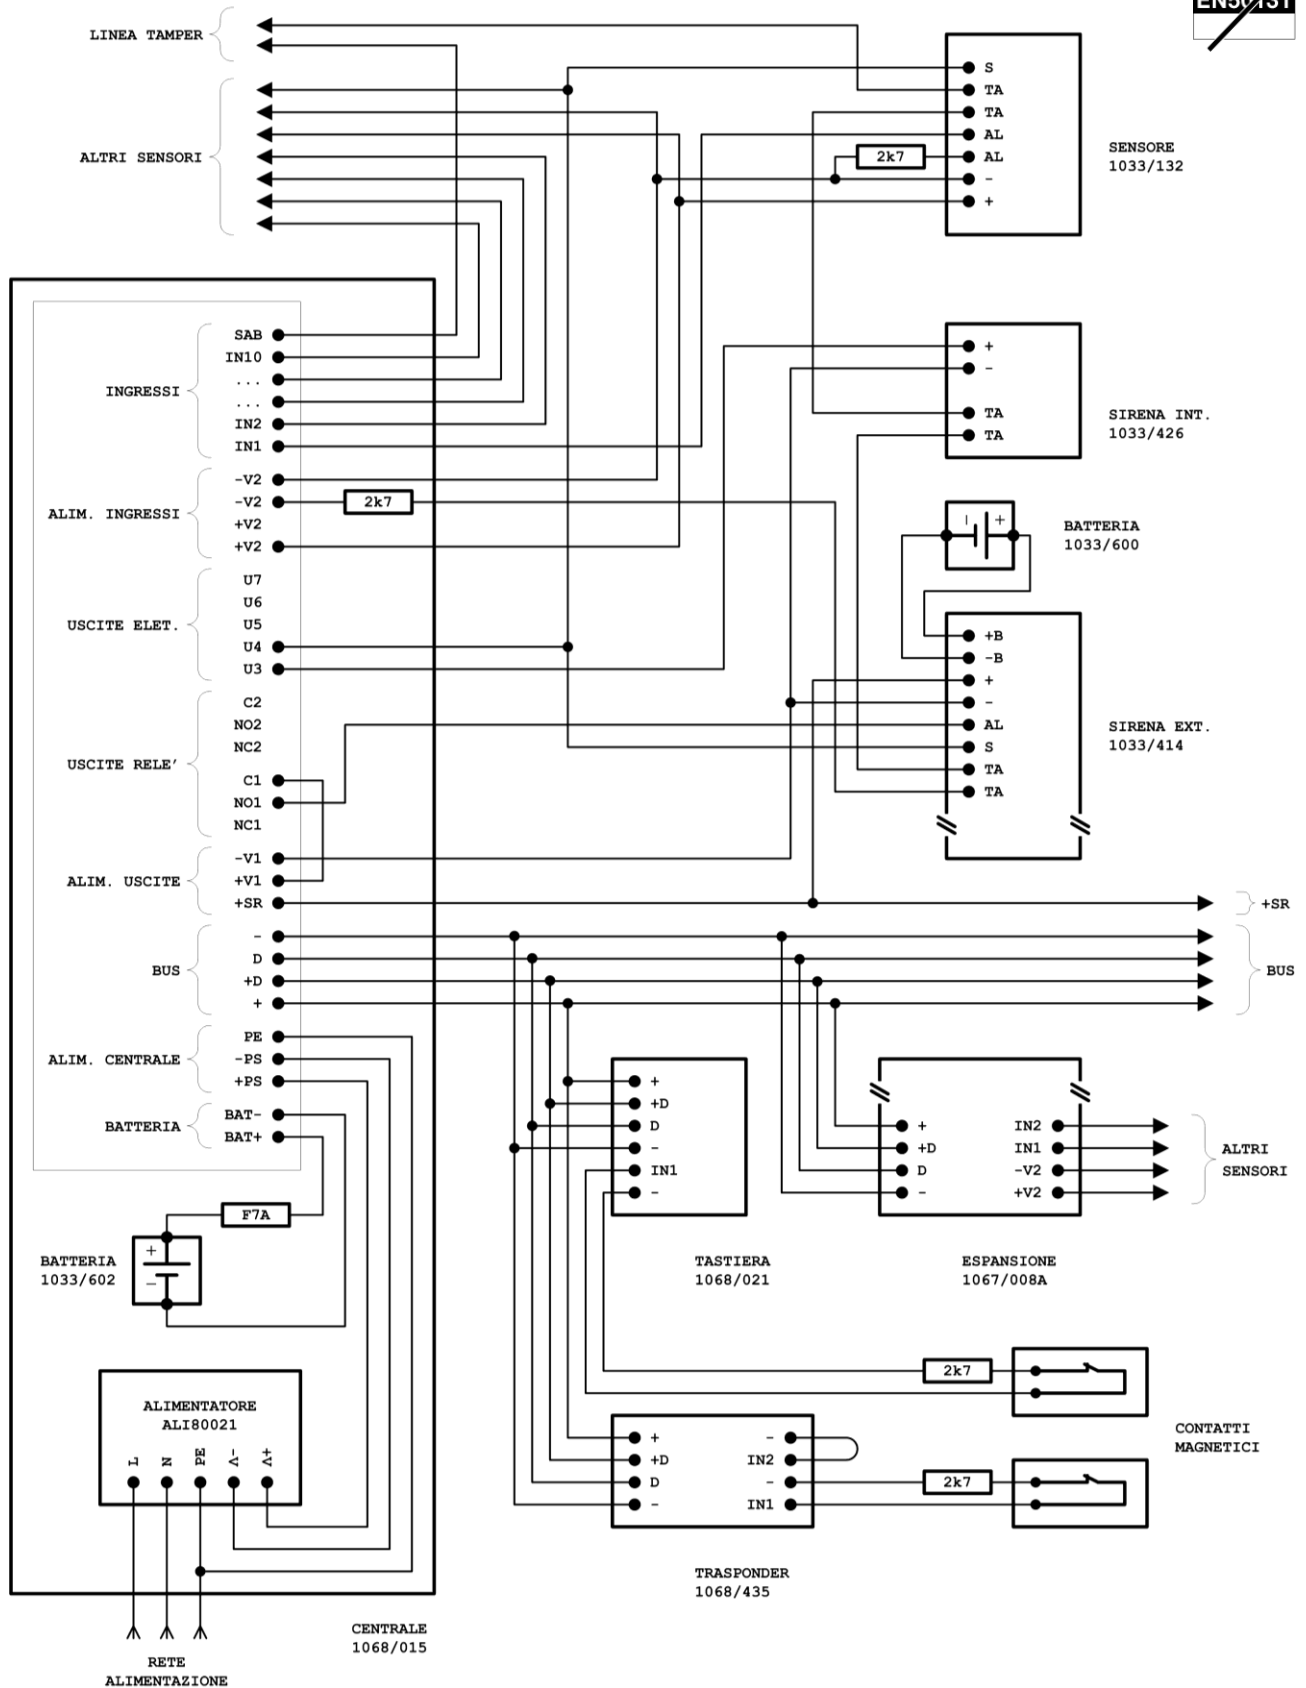 EN50131
LINEA TAMPER
ALTRI SENSORI
S
TA
TA
AL
2k7
AL
-
+
SENSORE
1033/132
INGRESSI
SAB
IN10
...
...
IN2
IN1
ALIM. INGRESSI
-V2
-V2
2k7
+V2
+V2
USCITE ELET.
U7
U6
U5
U4
U3
USCITE RELE’
C2
NO2
NC2
C1
NO1
NC1
ALIM. USCITE
-V1
+V1
+SR
BUS
-
D
+D
+
ALIM. CENTRALE
PE
-PS
+PS
BATTERIA
BAT-
BAT+
+
-
TA
TA
SIRENA INT.
1033/426
- +
BATTERIA
1033/600
+B
-B
+
-
AL
S
TA
TA
SIRENA EXT.
1033/414
+SR
BUS
F7A
+
-
BATTERIA
1033/602
ALIMENTATORE
ALI80021
L
N
PE
V-
V+
RETE
ALIMENTAZIONE
CENTRALE
1068/015
+
+D
D
-
IN1
-
TASTIERA
1068/021
+
+D
D
-
IN2
IN1
-V2
+V2
ESPANSIONE
1067/008A
ALTRI
SENSORI
2k7
+
+D
D
-
-
IN2
-
IN1
2k7
TRASPONDER
1068/435
CONTATTI
MAGNETICI